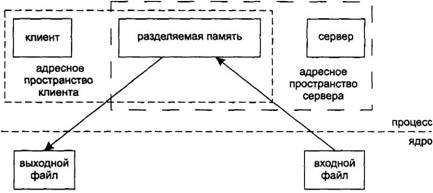 клиент
разделяемая память
сервер
адресное
пространство
клиента
адресное
пространство
сервера
процесс
ядро
выходной
файл
входной
файл